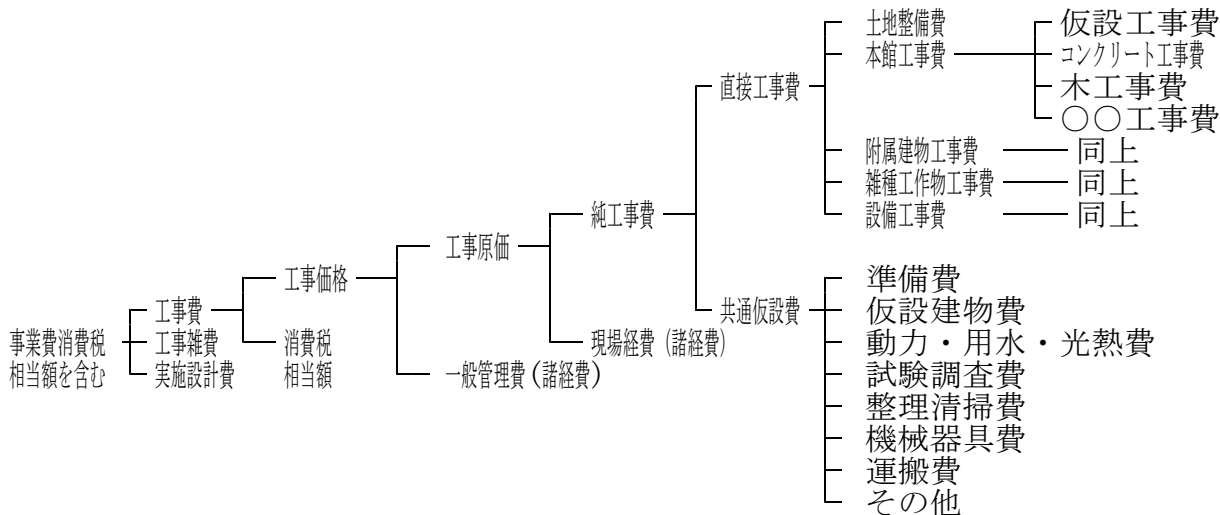 土地整備費
仮設工事費
本館工事費
コンクリート工事費
直接工事費
木工事費
○○工事費
附属建物工事費
同上
雑種工作物工事費
同上
純工事費
設備工事費
同上
工事原価
工事価格
準備費
工事費
共通仮設費
仮設建物費
事業費消費税
工事雑費
消費税
現場経費(諸経費)
動力・用水・光熱費
相当額を含む
実施設計費
相当額
一般管理費(諸経費)
試験調査費
整理清掃費
機械器具費
運搬費
その他